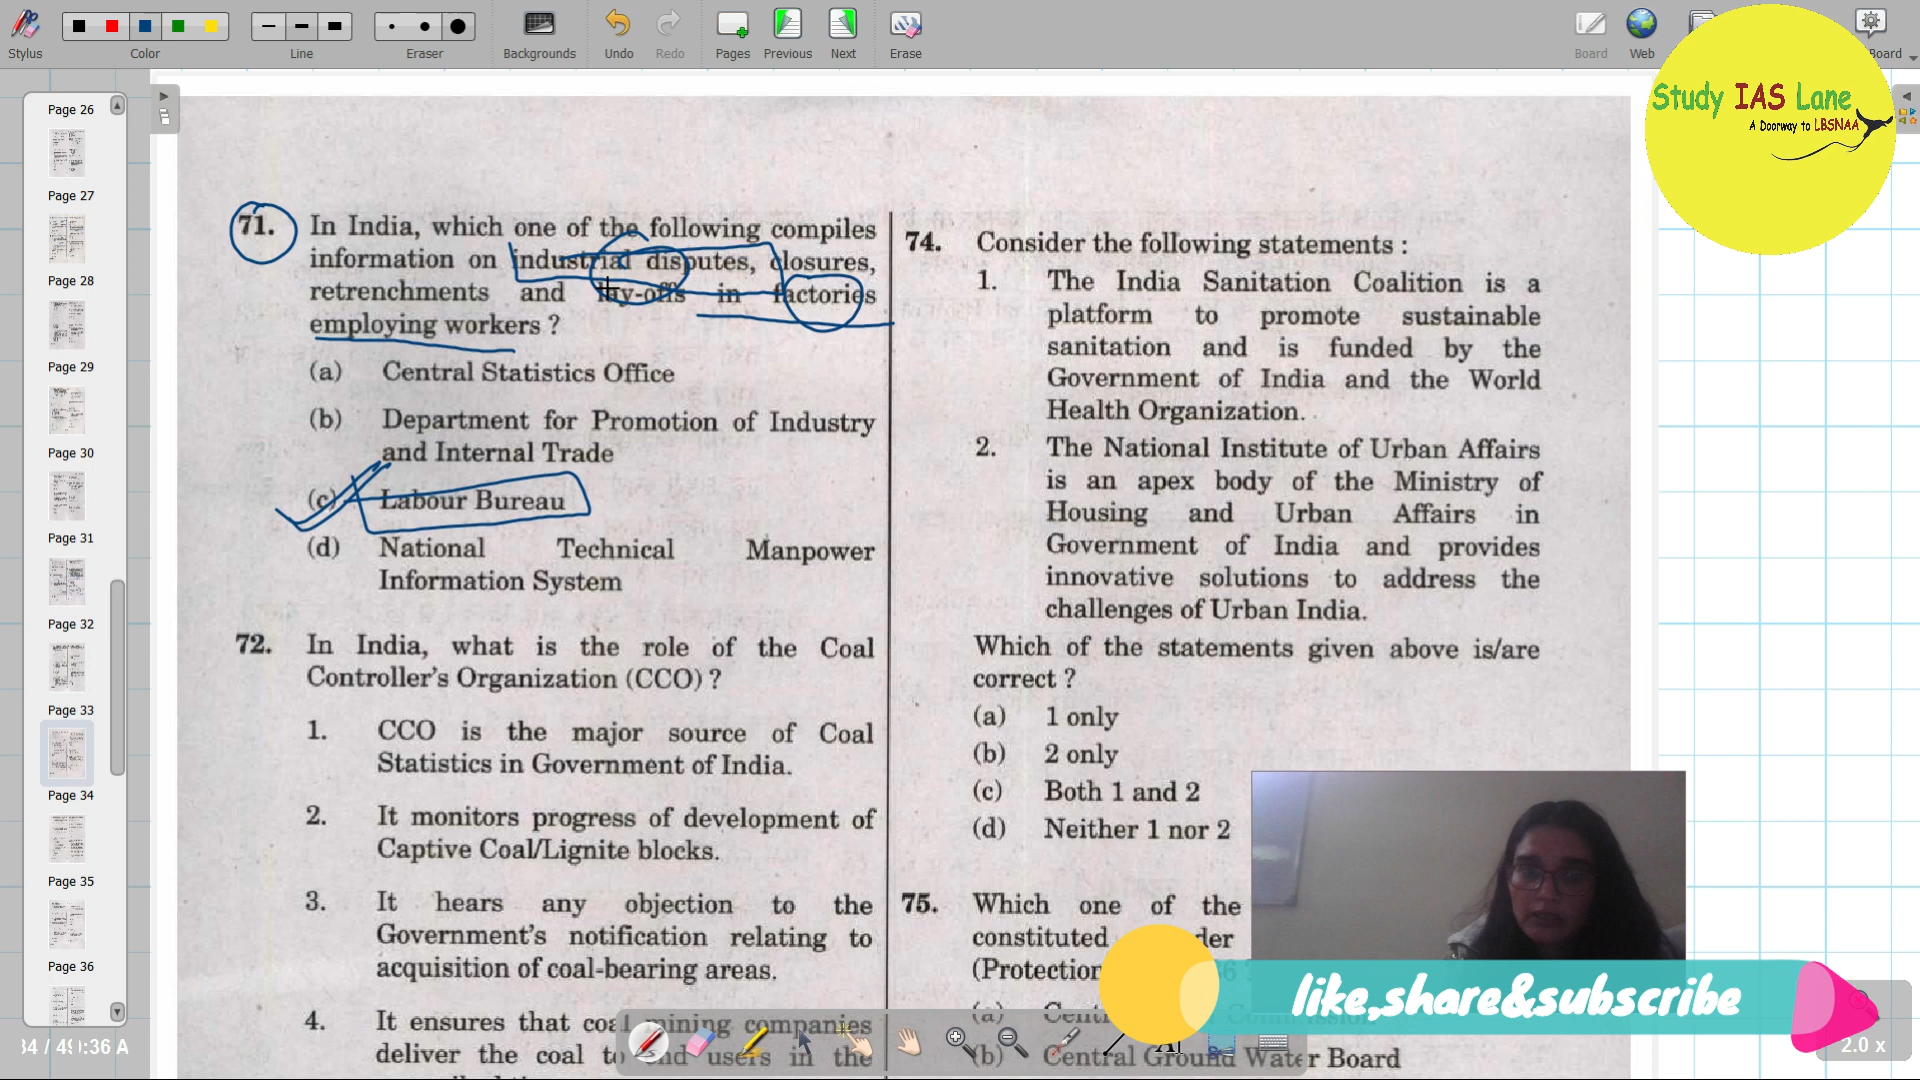 Stylus
Color
Line
Eraser
Backgrounds
Undo
Redo
Pages
Previous
Next
Erase
Board
Web
Board
Study IAS Lane
A Doorway to LBSNAA
Page 26
Page 27
Page 28
Page 29
Page 30
Page 31
Page 32
Page 33
Page 34
Page 35
Page 36
71. In India, which one of the following compiles
information on industrial disputes, closures,
retrenchments and lay-offs in factories
employing workers ?
(a) Central Statistics Office
(b) Department for Promotion of Industry
and Internal Trade
(c) Labour Bureau
(d) National Technical Manpower
Information System
72. In India, what is the role of the Coal
Controller's Organization (CCO) ?
1. CCO is the major source of Coal
Statistics in Government of India.
2. It monitors progress of development of
Captive Coal/Lignite blocks.
3. It hears any objection to the
Government's notification relating to
acquisition of coal-bearing areas.
4. It ensures that coal mining companies
deliver the coal to end users in the
74. Consider the following statements :
1. The India Sanitation Coalition is a
platform to promote sustainable
sanitation and is funded by the
Government of India and the World
Health Organization.
2. The National Institute of Urban Affairs
is an apex body of the Ministry of
Housing and Urban Affairs in
Government of India and provides
innovative solutions to address the
challenges of Urban India.
Which of the statements given above is/are
correct ?
(a) 1 only
(b) 2 only
(c) Both 1 and 2
(d) Neither 1 nor 2
75. Which one of the
constituted
(Protection
(a)
(b) Central Ground Water Board
like,share&subscribe
2.0 x